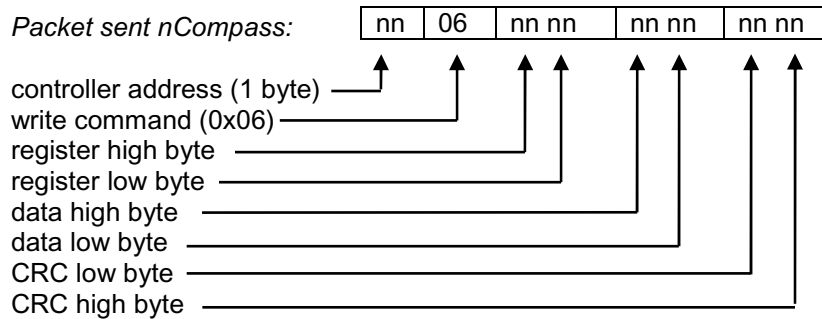 Packet sent nCompass: nn 06 nn nn nn nn nn nn
controller address (1 byte)
write command (0x06)
register high byte
register low byte
data high byte
data low byte
CRC low byte
CRC high byte